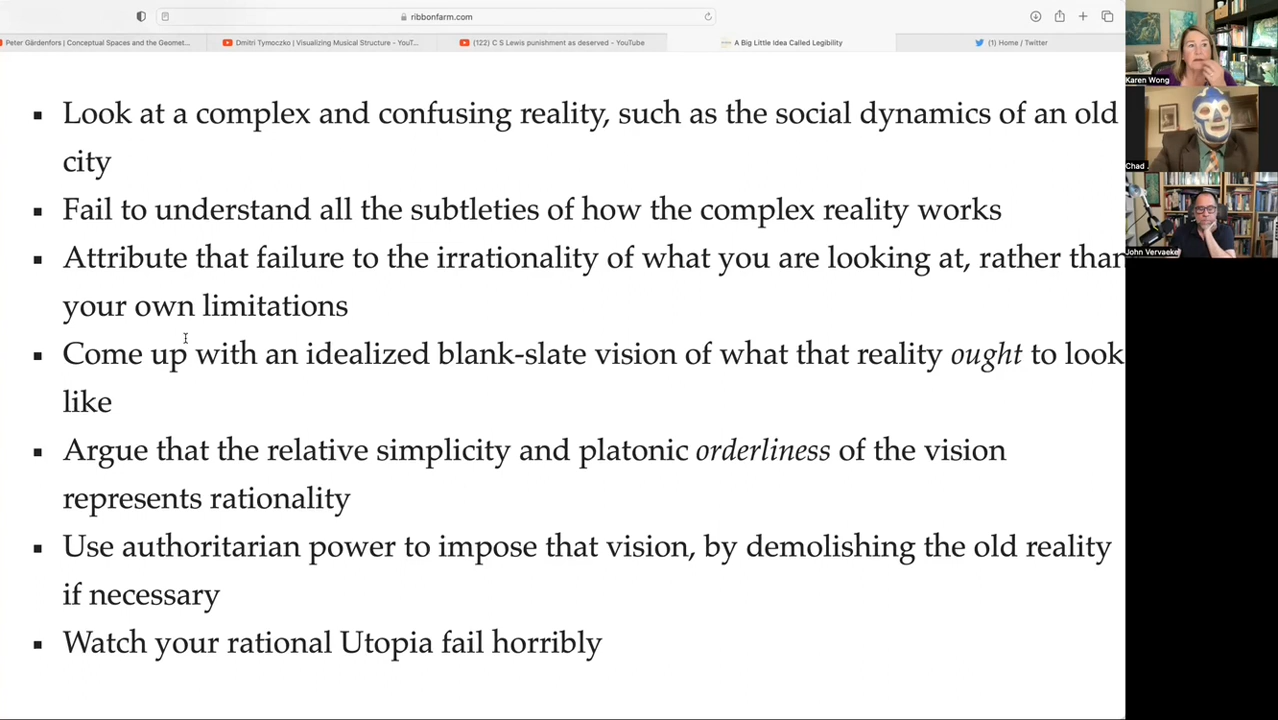 ribbonfarm.com
Peter Gärdenfors | Conceptual Spaces and the Geomet...
Dmitri Tymoczko | Visualizing Musical Structure - YouT...
(122) C S Lewis punishment as deserved - YouTube
A Big Little Idea Called Legibility
(1) Home / Twitter
▪ Look at a complex and confusing reality, such as the social dynamics of an old
city
▪ Fail to understand all the subtleties of how the complex reality works
▪ Attribute that failure to the irrationality of what you are looking at, rather than
your own limitations
▪ Come up with an idealized blank-slate vision of what that reality ought to look
like
▪ Argue that the relative simplicity and platonic orderliness of the vision
represents rationality
▪ Use authoritarian power to impose that vision, by demolishing the old reality
if necessary
▪ Watch your rational Utopia fail horribly
Karen Wong
Chad
John Vervaeke